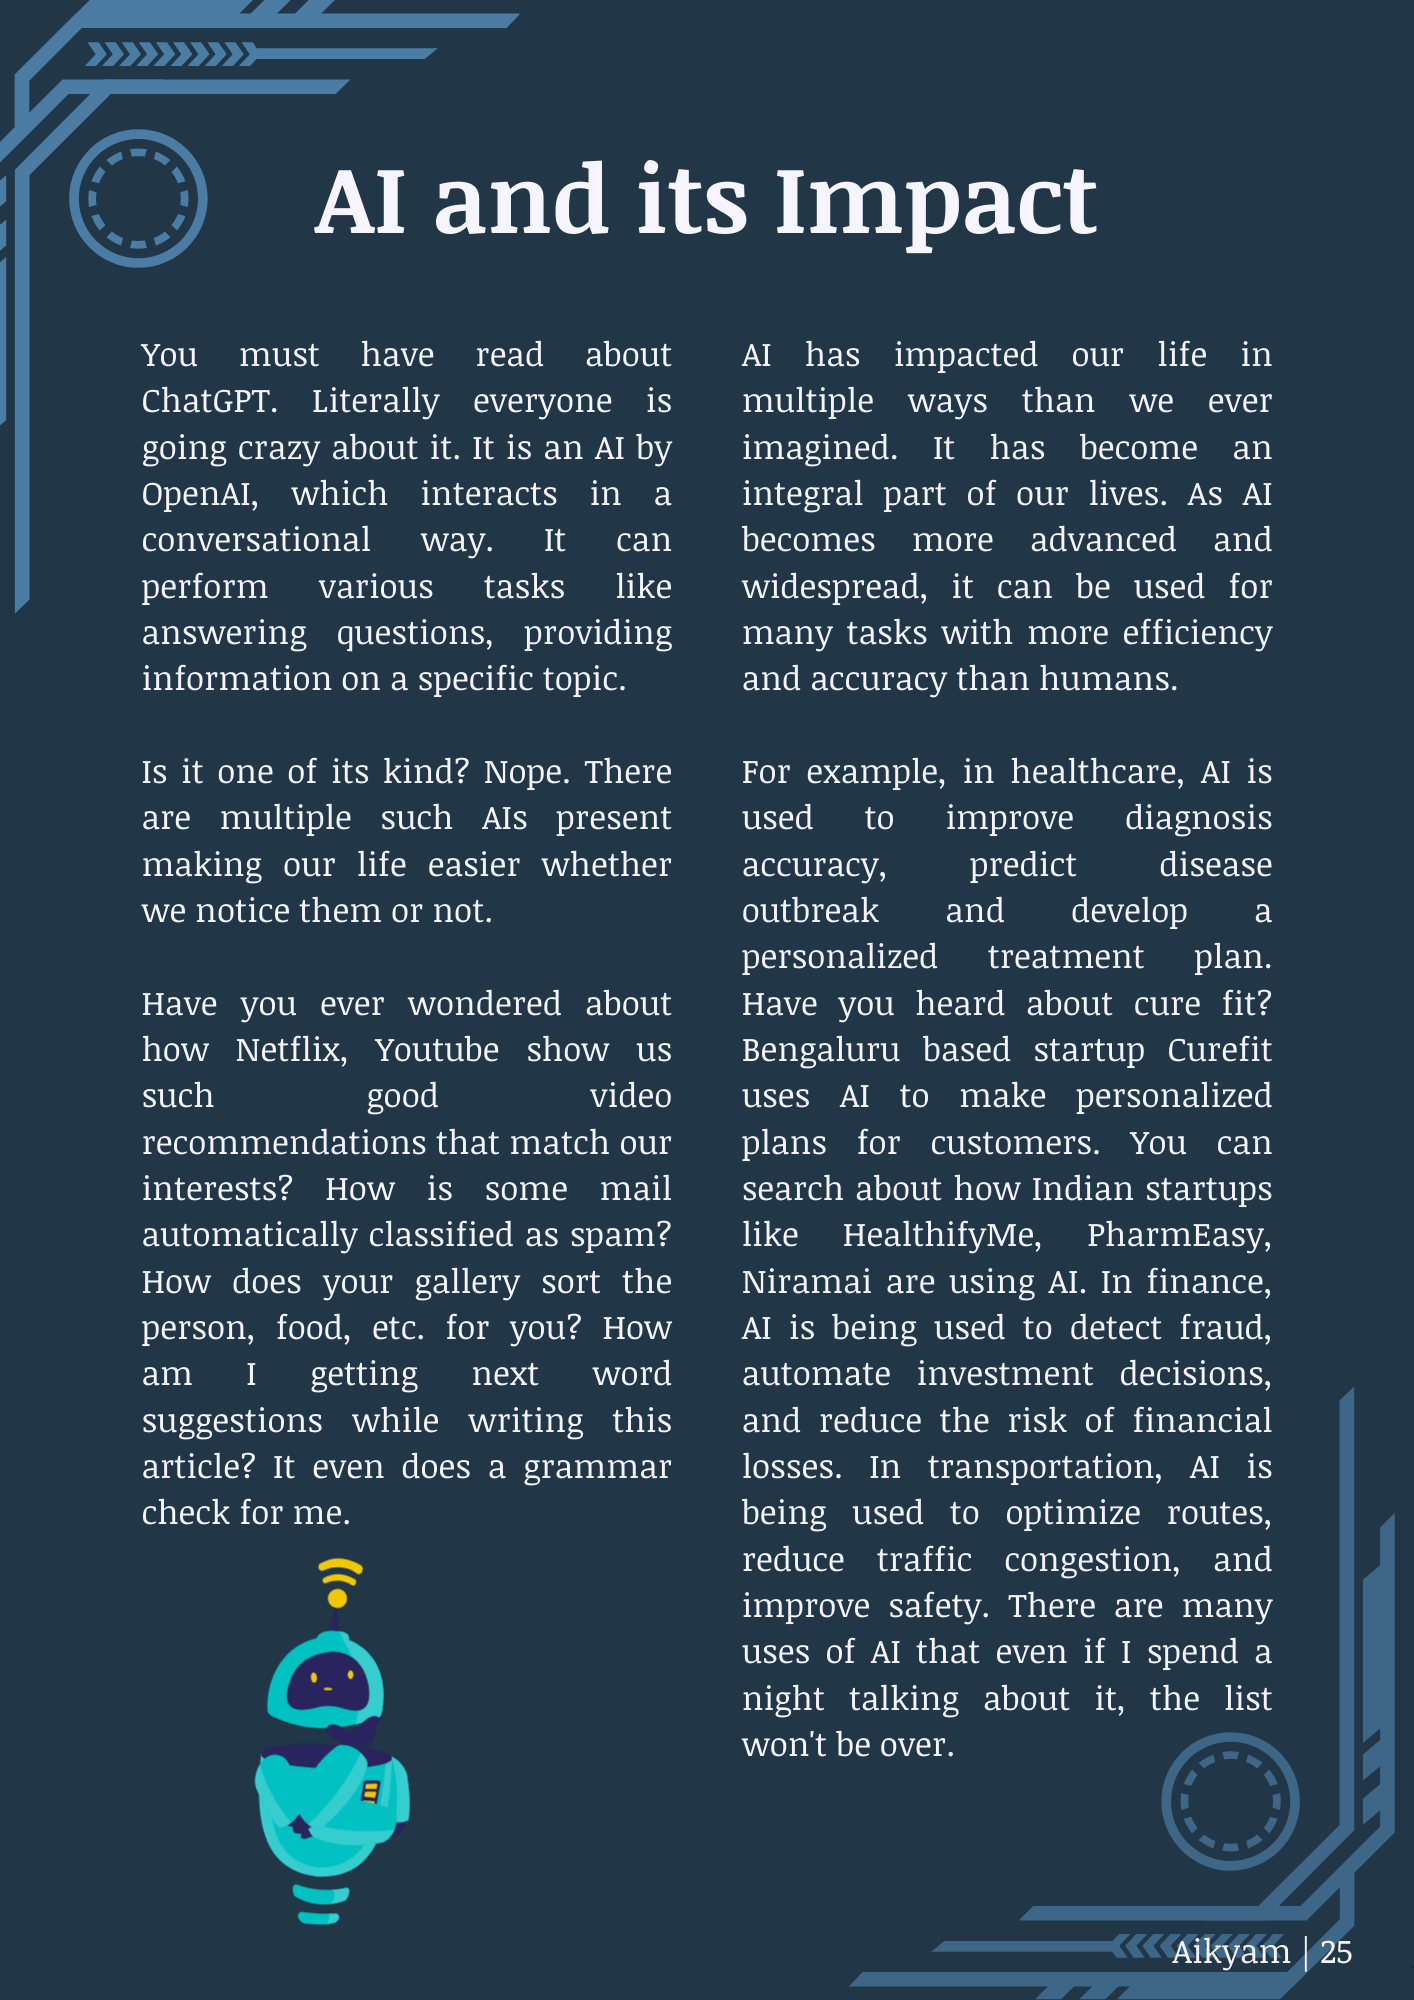 AI and its Impact
You must have read about
ChatGPT. Literally everyone is
going crazy about it. It is an AI by
OpenAI, which interacts in a
conversational way. It can
perform various tasks like
answering questions, providing
information on a specific topic.
Is it one of its kind? Nope. There
are multiple such AIs present
making our life easier whether
we notice them or not.
Have you ever wondered about
how Netflix, Youtube show us
such good video
recommendations that match our
interests? How is some mail
automatically classified as spam?
How does your gallery sort the
person, food, etc. for you? How
am I getting next word
suggestions while writing this
article? It even does a grammar
check for me.
AI has impacted our life in
multiple ways than we ever
imagined. It has become an
integral part of our lives. As AI
becomes more advanced and
widespread, it can be used for
many tasks with more efficiency
and accuracy than humans.
For example, in healthcare, AI is
used to improve diagnosis
accuracy, predict disease
outbreak and develop a
personalized treatment plan.
Have you heard about cure fit?
Bengaluru based startup Curefit
uses AI to make personalized
plans for customers. You can
search about how Indian startups
like HealthifyMe, PharmEasy,
Niramai are using AI. In finance,
AI is being used to detect fraud,
automate investment decisions,
and reduce the risk of financial
losses. In transportation, AI is
being used to optimize routes,
reduce traffic congestion, and
improve safety. There are many
uses of AI that even if I spend a
night talking about it, the list
won't be over.
Aikyam | 25